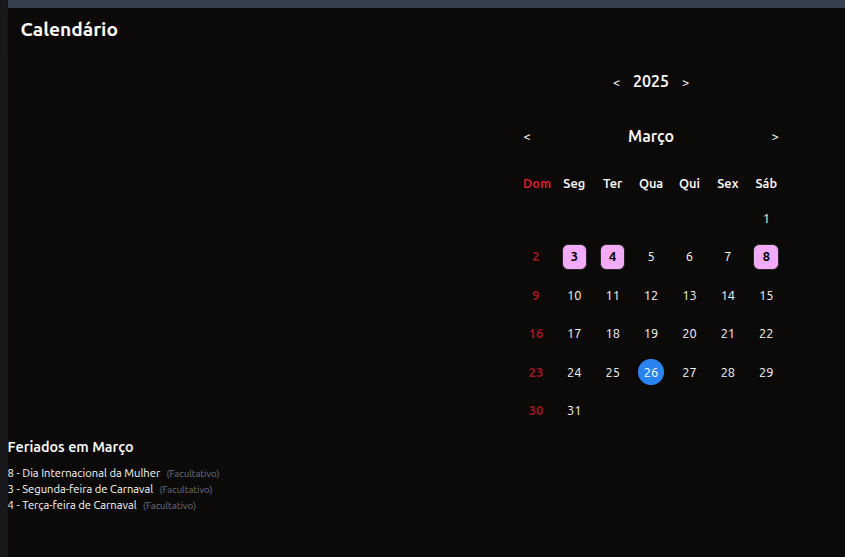 Calendário
< 2025 >
< Março >
Dom Seg Ter Qua Qui Sex Sáb
1
2 3 4 5 6 7 8
9 10 11 12 13 14 15
16 17 18 19 20 21 22
23 24 25 26 27 28 29
30 31
Feriados em Março
8 - Dia Internacional da Mulher (Facultativo)
3 - Segunda-feira de Carnaval (Facultativo)
4 - Terça-feira de Carnaval (Facultativo)